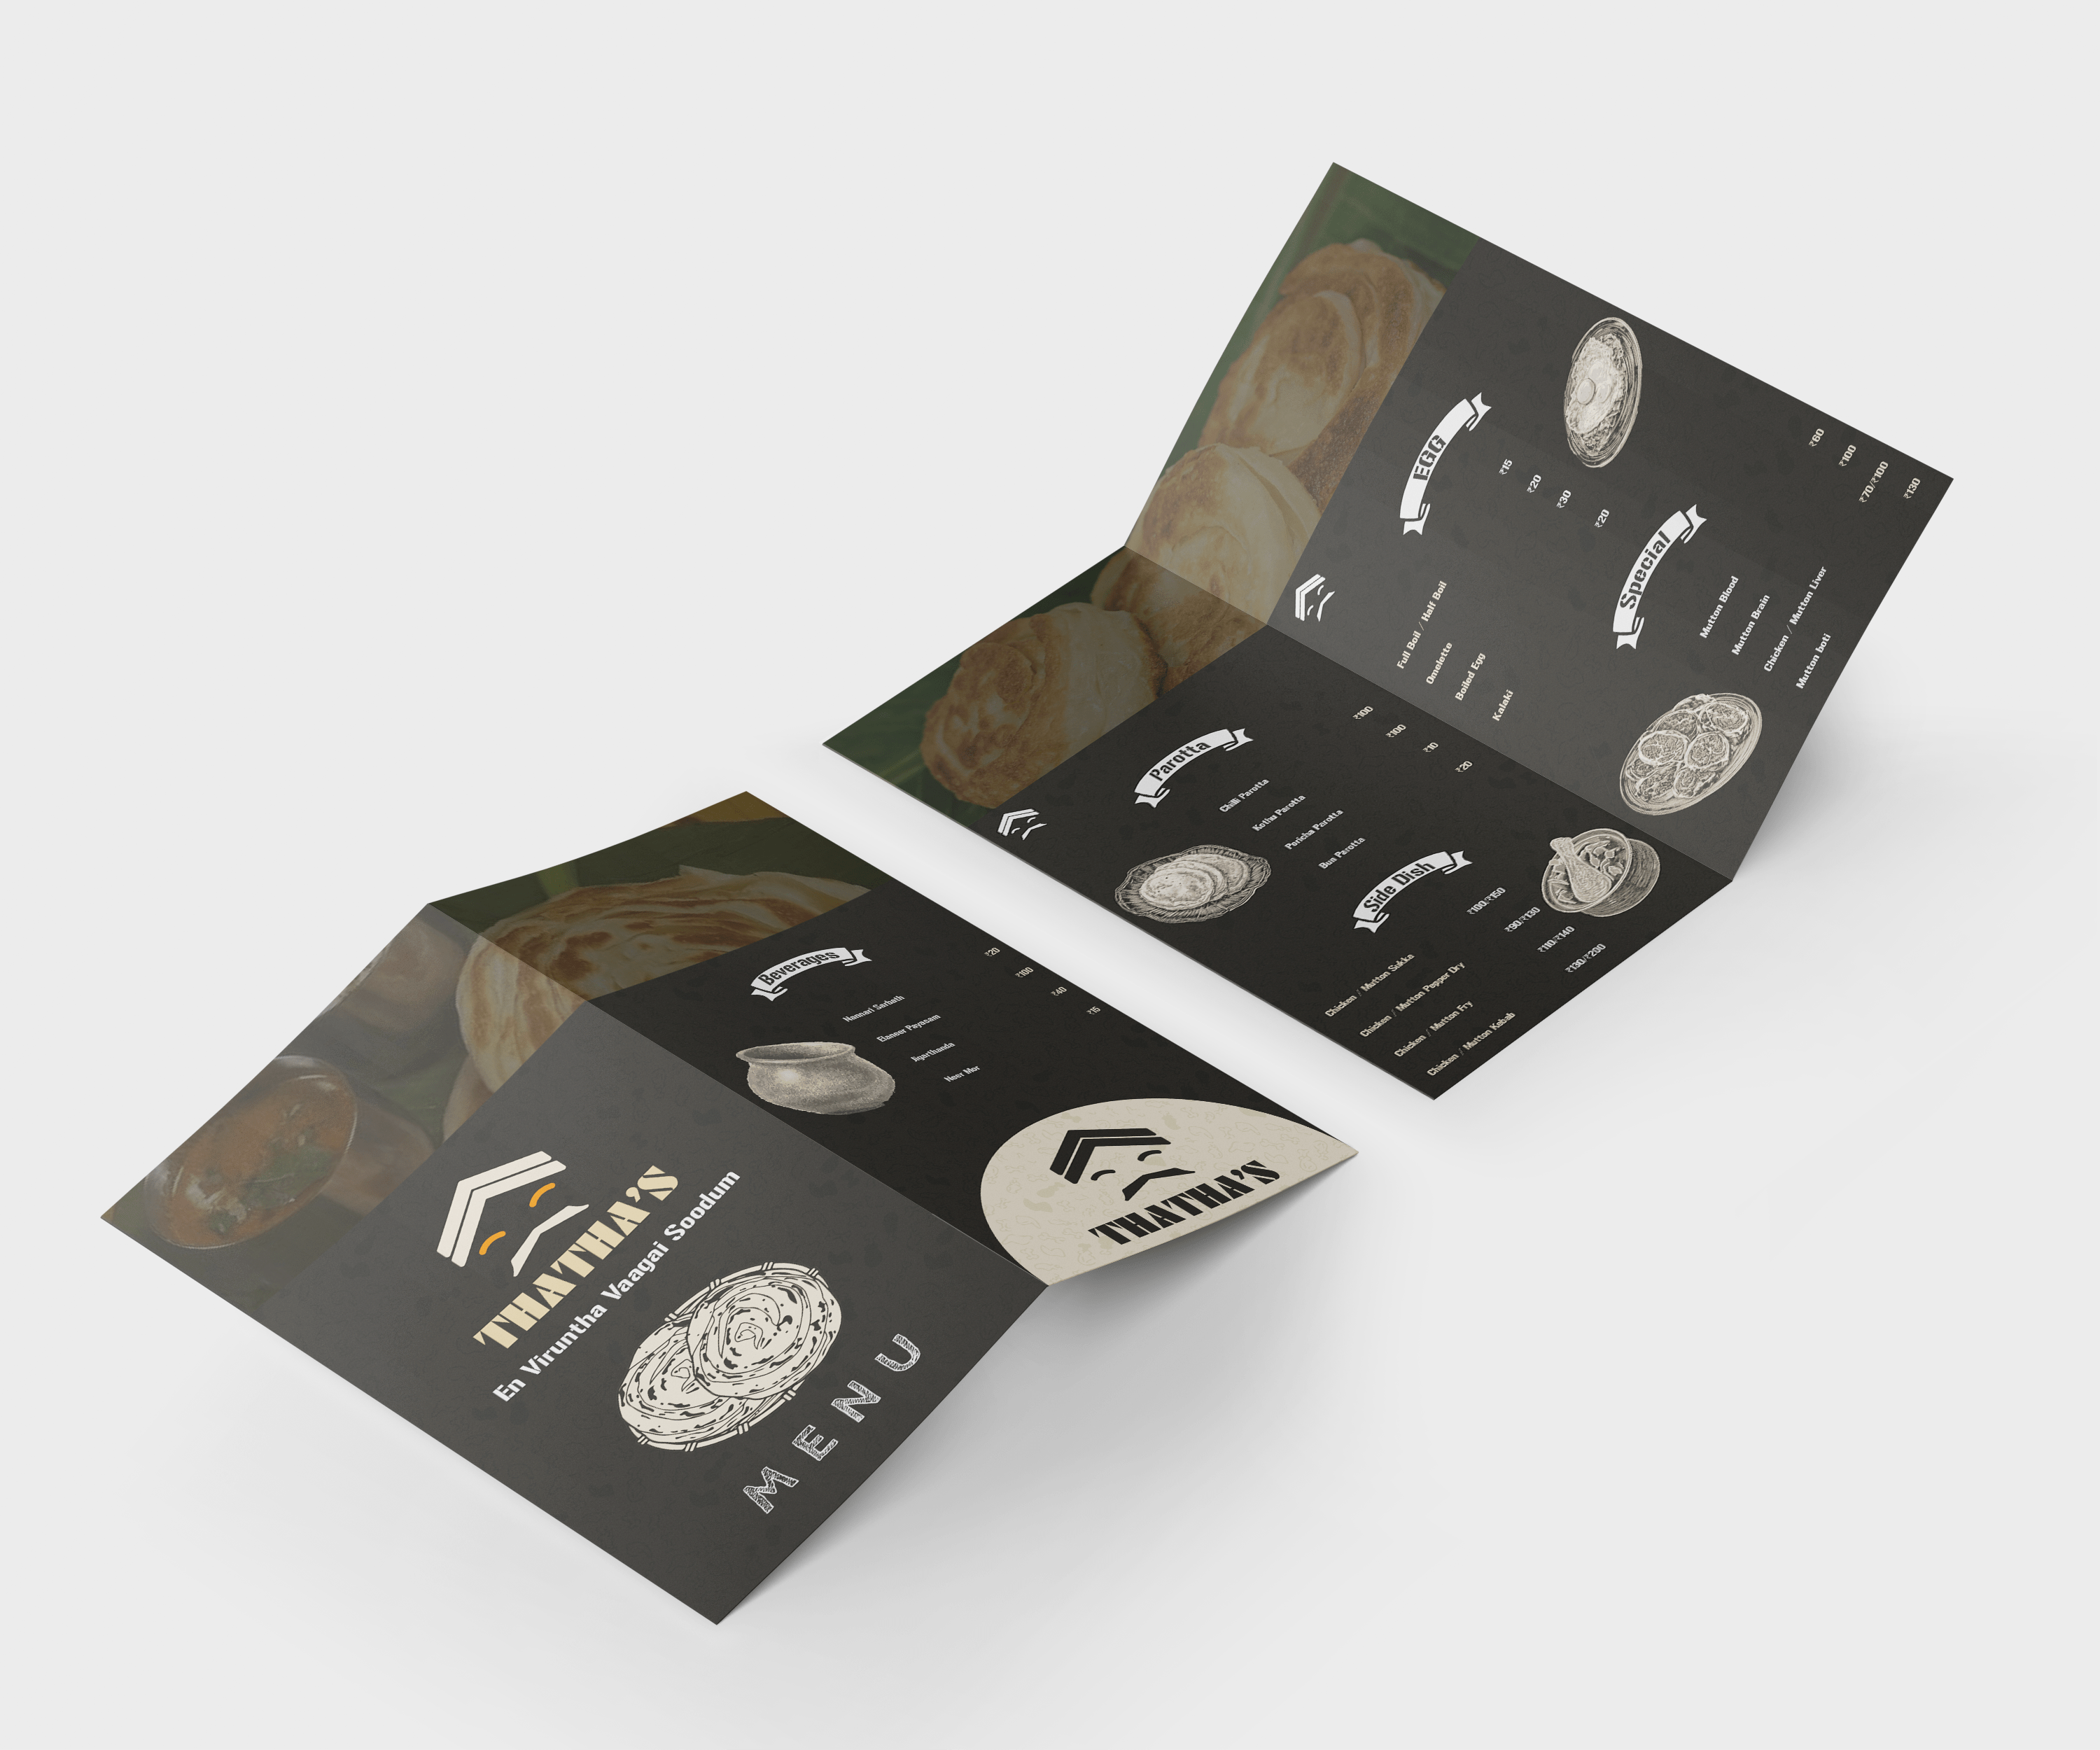 THATHA'S
En Viruntha Vaagai Soodum
MENU
Beverages
Nannari Sarbath ₹20
Elaneer Payasam ₹100
Jigarthanda ₹40
Neer Mor ₹15
THATHA'S
Parotta
Chilli Parotta ₹100
Kothu Parotta ₹100
Poricha Parotta ₹10
Bun Parotta ₹20
Side Dish
Chicken / Mutton Sukka ₹100/₹150
Chicken / Mutton Pepper Dry ₹90/₹130
Chicken / Mutton Fry ₹110/₹140
Chicken / Mutton Kebab ₹130/₹200
EGG
Full Boil / Half Boil ₹15
Omelette ₹20
Boiled Egg ₹30
Kalaki ₹20
Special
Mutton Blood ₹60
Mutton Brain ₹100
Chicken / Mutton Liver ₹70/₹100
Mutton boti ₹130